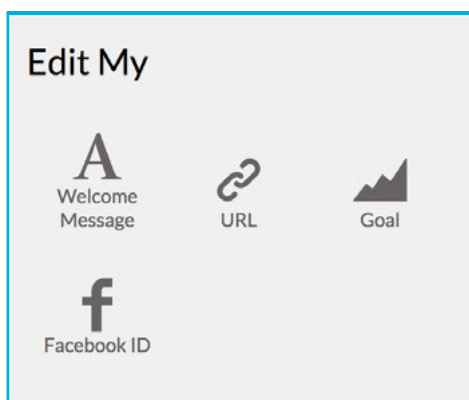 Edit My
A
Welcome
Message
URL
Goal
f
Facebook ID